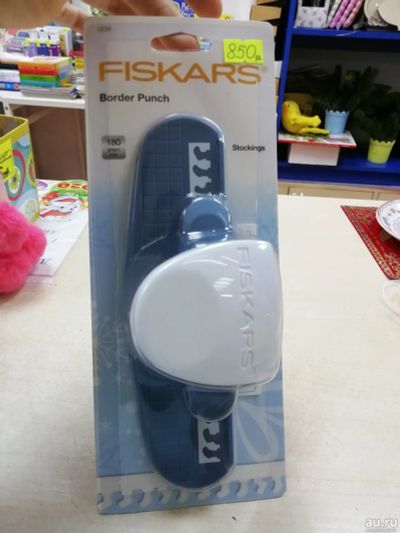 850р
FISKARS®
Border Punch
180
Stockings
FISKARS
au.ru